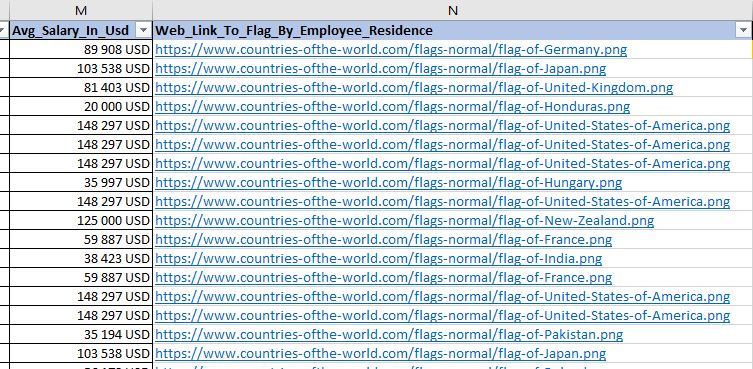 M N
Avg_Salary_In_Usd Web_Link_To_Flag_By_Employee_Residence
89 908 USD https://www.countries-ofthe-world.com/flags-normal/flag-of-Germany.png
103 538 USD https://www.countries-ofthe-world.com/flags-normal/flag-of-Japan.png
81 403 USD https://www.countries-ofthe-world.com/flags-normal/flag-of-United-Kingdom.png
20 000 USD https://www.countries-ofthe-world.com/flags-normal/flag-of-Honduras.png
148 297 USD https://www.countries-ofthe-world.com/flags-normal/flag-of-United-States-of-America.png
148 297 USD https://www.countries-ofthe-world.com/flags-normal/flag-of-United-States-of-America.png
148 297 USD https://www.countries-ofthe-world.com/flags-normal/flag-of-United-States-of-America.png
35 997 USD https://www.countries-ofthe-world.com/flags-normal/flag-of-Hungary.png
148 297 USD https://www.countries-ofthe-world.com/flags-normal/flag-of-United-States-of-America.png
125 000 USD https://www.countries-ofthe-world.com/flags-normal/flag-of-New-Zealand.png
59 887 USD https://www.countries-ofthe-world.com/flags-normal/flag-of-France.png
38 423 USD https://www.countries-ofthe-world.com/flags-normal/flag-of-India.png
59 887 USD https://www.countries-ofthe-world.com/flags-normal/flag-of-France.png
148 297 USD https://www.countries-ofthe-world.com/flags-normal/flag-of-United-States-of-America.png
148 297 USD https://www.countries-ofthe-world.com/flags-normal/flag-of-United-States-of-America.png
35 194 USD https://www.countries-ofthe-world.com/flags-normal/flag-of-Pakistan.png
103 538 USD https://www.countries-ofthe-world.com/flags-normal/flag-of-Japan.png